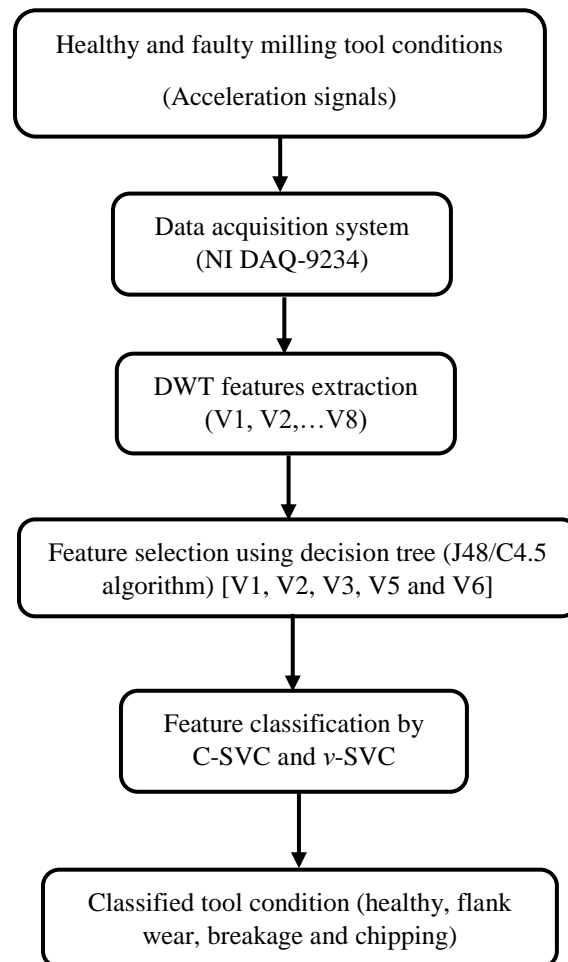 Healthy and faulty milling tool conditions
(Acceleration signals)
Data acquisition system
(NI DAQ-9234)
DWT features extraction
(V1, V2,…V8)
Feature selection using decision tree (J48/C4.5
algorithm) [V1, V2, V3, V5 and V6]
Feature classification by
C-SVC and ν-SVC
Classified tool condition (healthy, flank
wear, breakage and chipping)